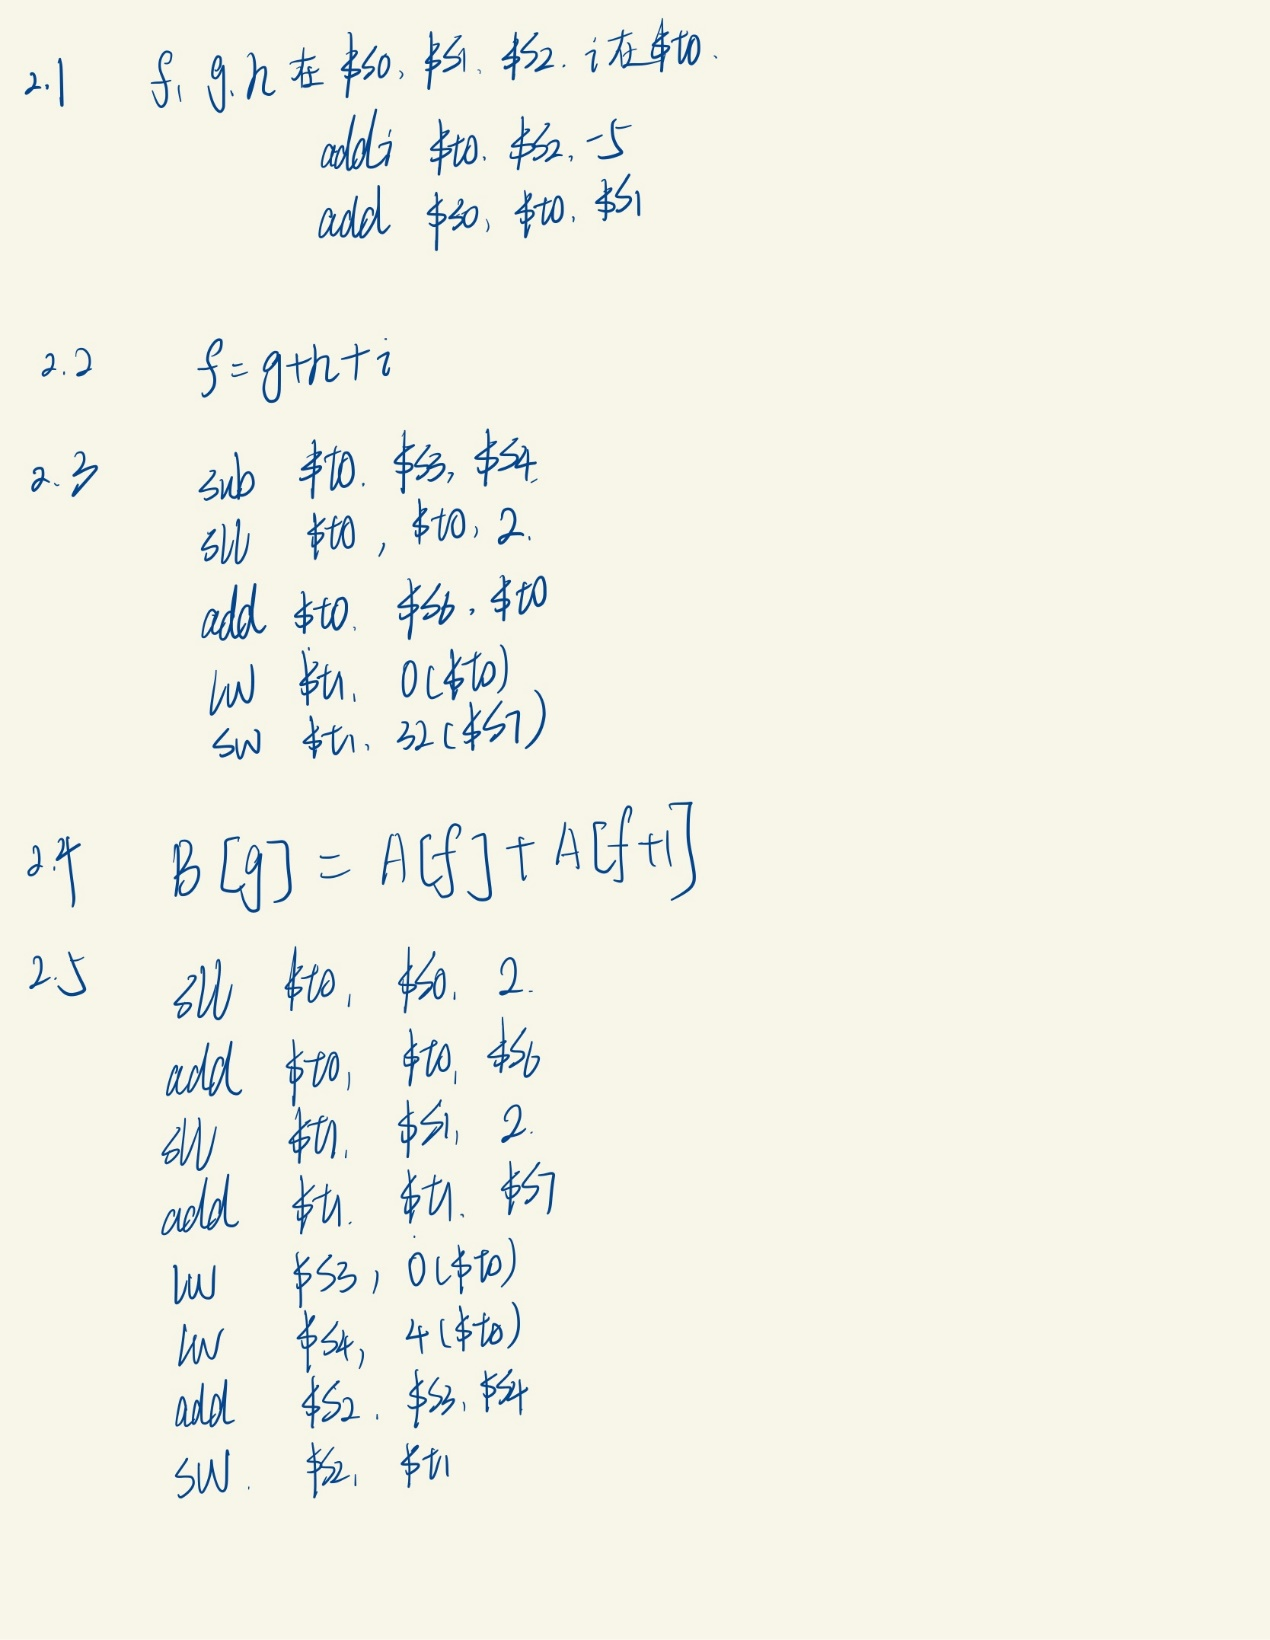 2.1 f, g, h 在 $s0, $s1, $s2. i 在 $t0.
addi $t0, $s2, -5
add $s0, $t0, $s1
2.2 f = g+h+i
2.3 sub $t0, $s3, $s4
sll $t0, $t0, 2.
add $t0, $s6, $t0
lw $t1, 0($t0)
sw $t1, 32($s7)
2.4 B[g] = A[f] + A[f+1]
2.5 sll $t0, $s0, 2.
add $t0, $t0, $s6
sll $t1, $s1, 2.
add $t1, $t1, $s7
lw $s3, 0($t0)
lw $s4, 4($t0)
add $s2, $s3, $s4
sw. $s2, $t1